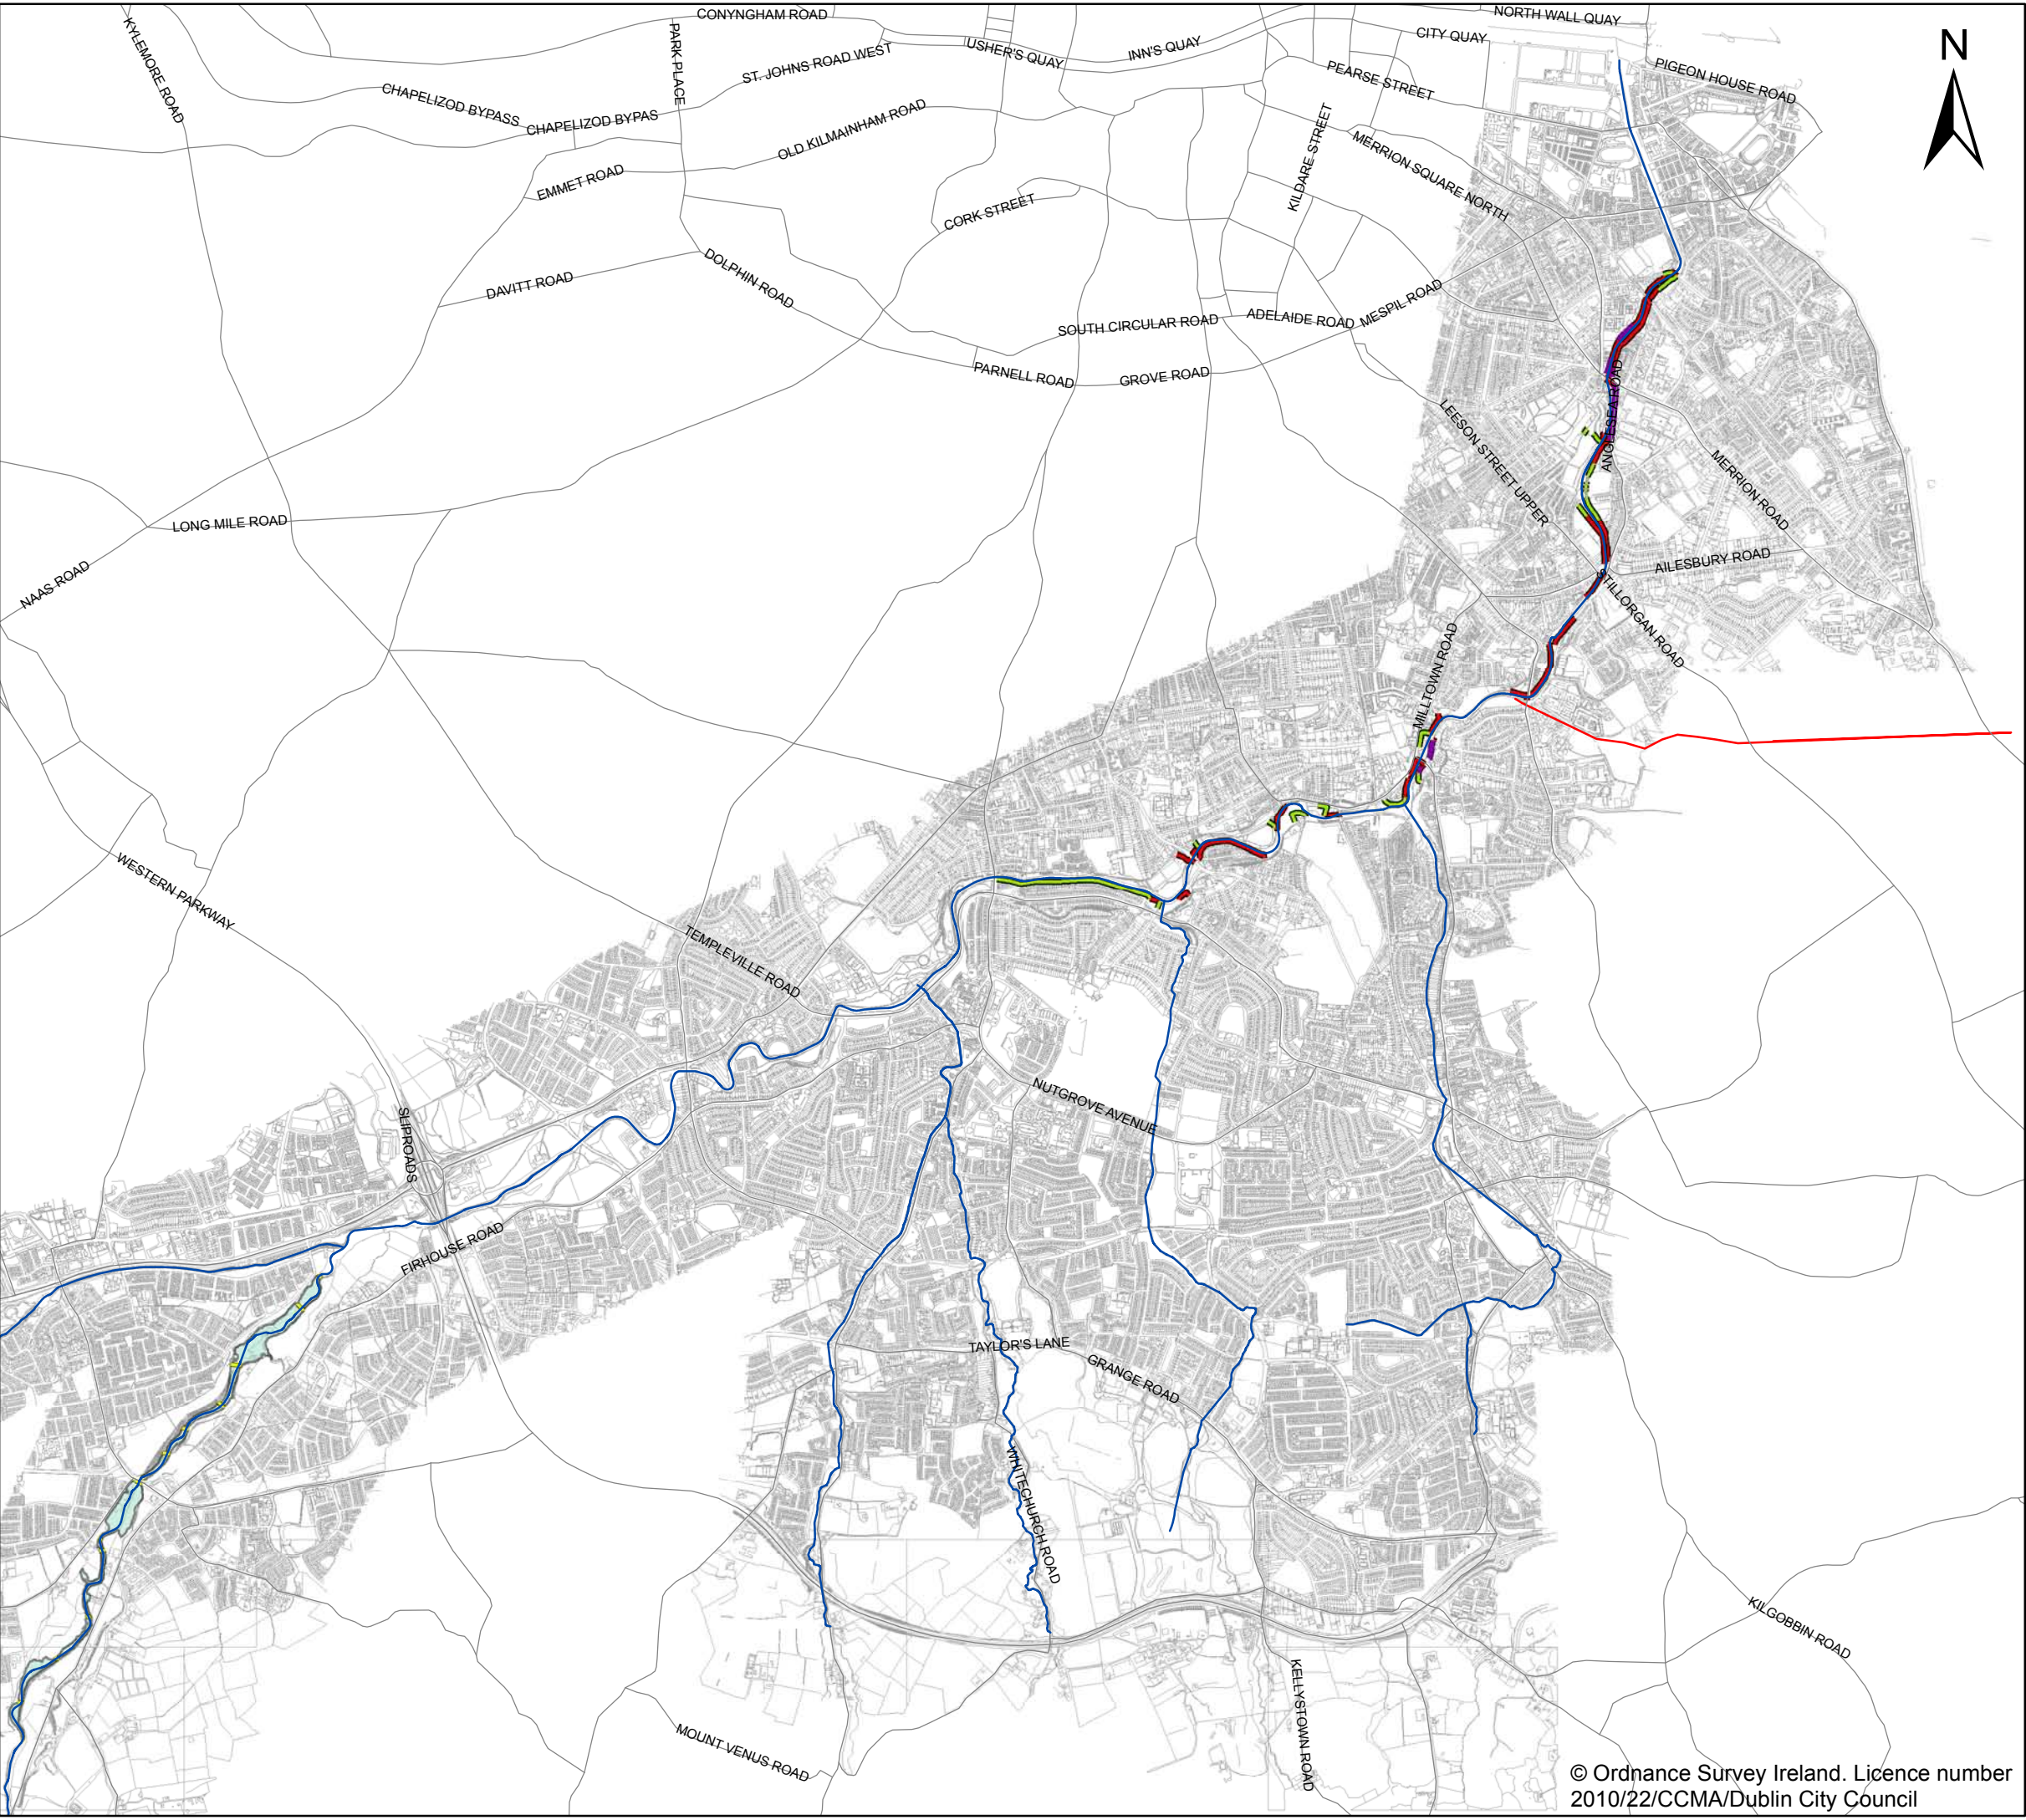 CONYNGHAM ROAD
NORTH WALL QUAY
KYLEMORE ROAD
PARK PLACE
CITY QUAY
N
USHER'S QUAY
INN'S QUAY
ST. JOHNS ROAD WEST
PIGEON HOUSE ROAD
PEARSE STREET
CHAPELIZOD BYPASS
CHAPELIZOD BYPAS
OLD KILMAINHAM ROAD
KILDARE STREET
MERRION SQUARE NORTH
EMMET ROAD
CORK STREET
DOLPHIN ROAD
DAVITT ROAD
MESPIL ROAD
SOUTH CIRCULAR ROAD
ADELAIDE ROAD
PARNELL ROAD
GROVE ROAD
ANGLESEA ROAD
LEESON STREET UPPER
MERRION ROAD
LONG MILE ROAD
AILESBURY ROAD
NAAS ROAD
STILLORGAN ROAD
MILLTOWN ROAD
WESTERN PARKWAY
TEMPLEVILLE ROAD
NUTGROVE AVENUE
SLIPROADS
FIRHOUSE ROAD
TAYLOR'S LANE
GRANGE ROAD
WHITECHURCH ROAD
KILGOBBIN ROAD
KELLYSTOWN ROAD
MOUNT VENUS ROAD
© Ordnance Survey Ireland. Licence number
2010/22/CCMA/Dublin City Council